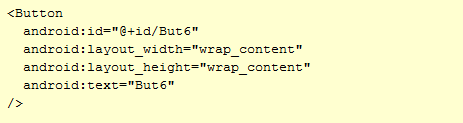 <Button
android:id="@+id/But6"
android:layout_width="wrap_content"
android:layout_height="wrap_content"
android:text="But6"
/>